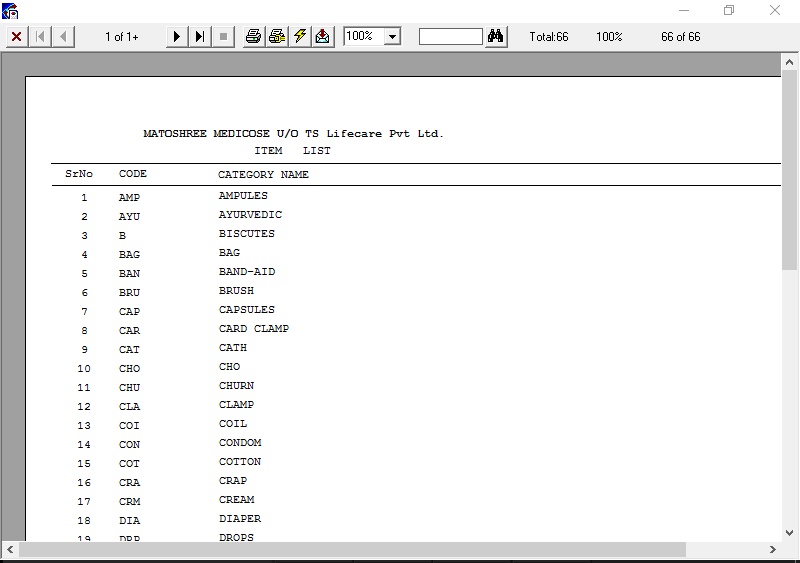 1 of 1+ 100% Total:66 100% 66 of 66
MATOSHREE MEDICOSE U/O TS Lifecare Pvt Ltd.
ITEM LIST
SrNo CODE CATEGORY NAME
1 AMP AMPULES
2 AYU AYURVEDIC
3 B BISCUTES
4 BAG BAG
5 BAN BAND-AID
6 BRU BRUSH
7 CAP CAPSULES
8 CAR CARD CLAMP
9 CAT CATH
10 CHO CHO
11 CHU CHURN
12 CLA CLAMP
13 COI COIL
14 CON CONDOM
15 COT COTTON
16 CRA CRAP
17 CRM CREAM
18 DIA DIAPER
19 DRP DROPS